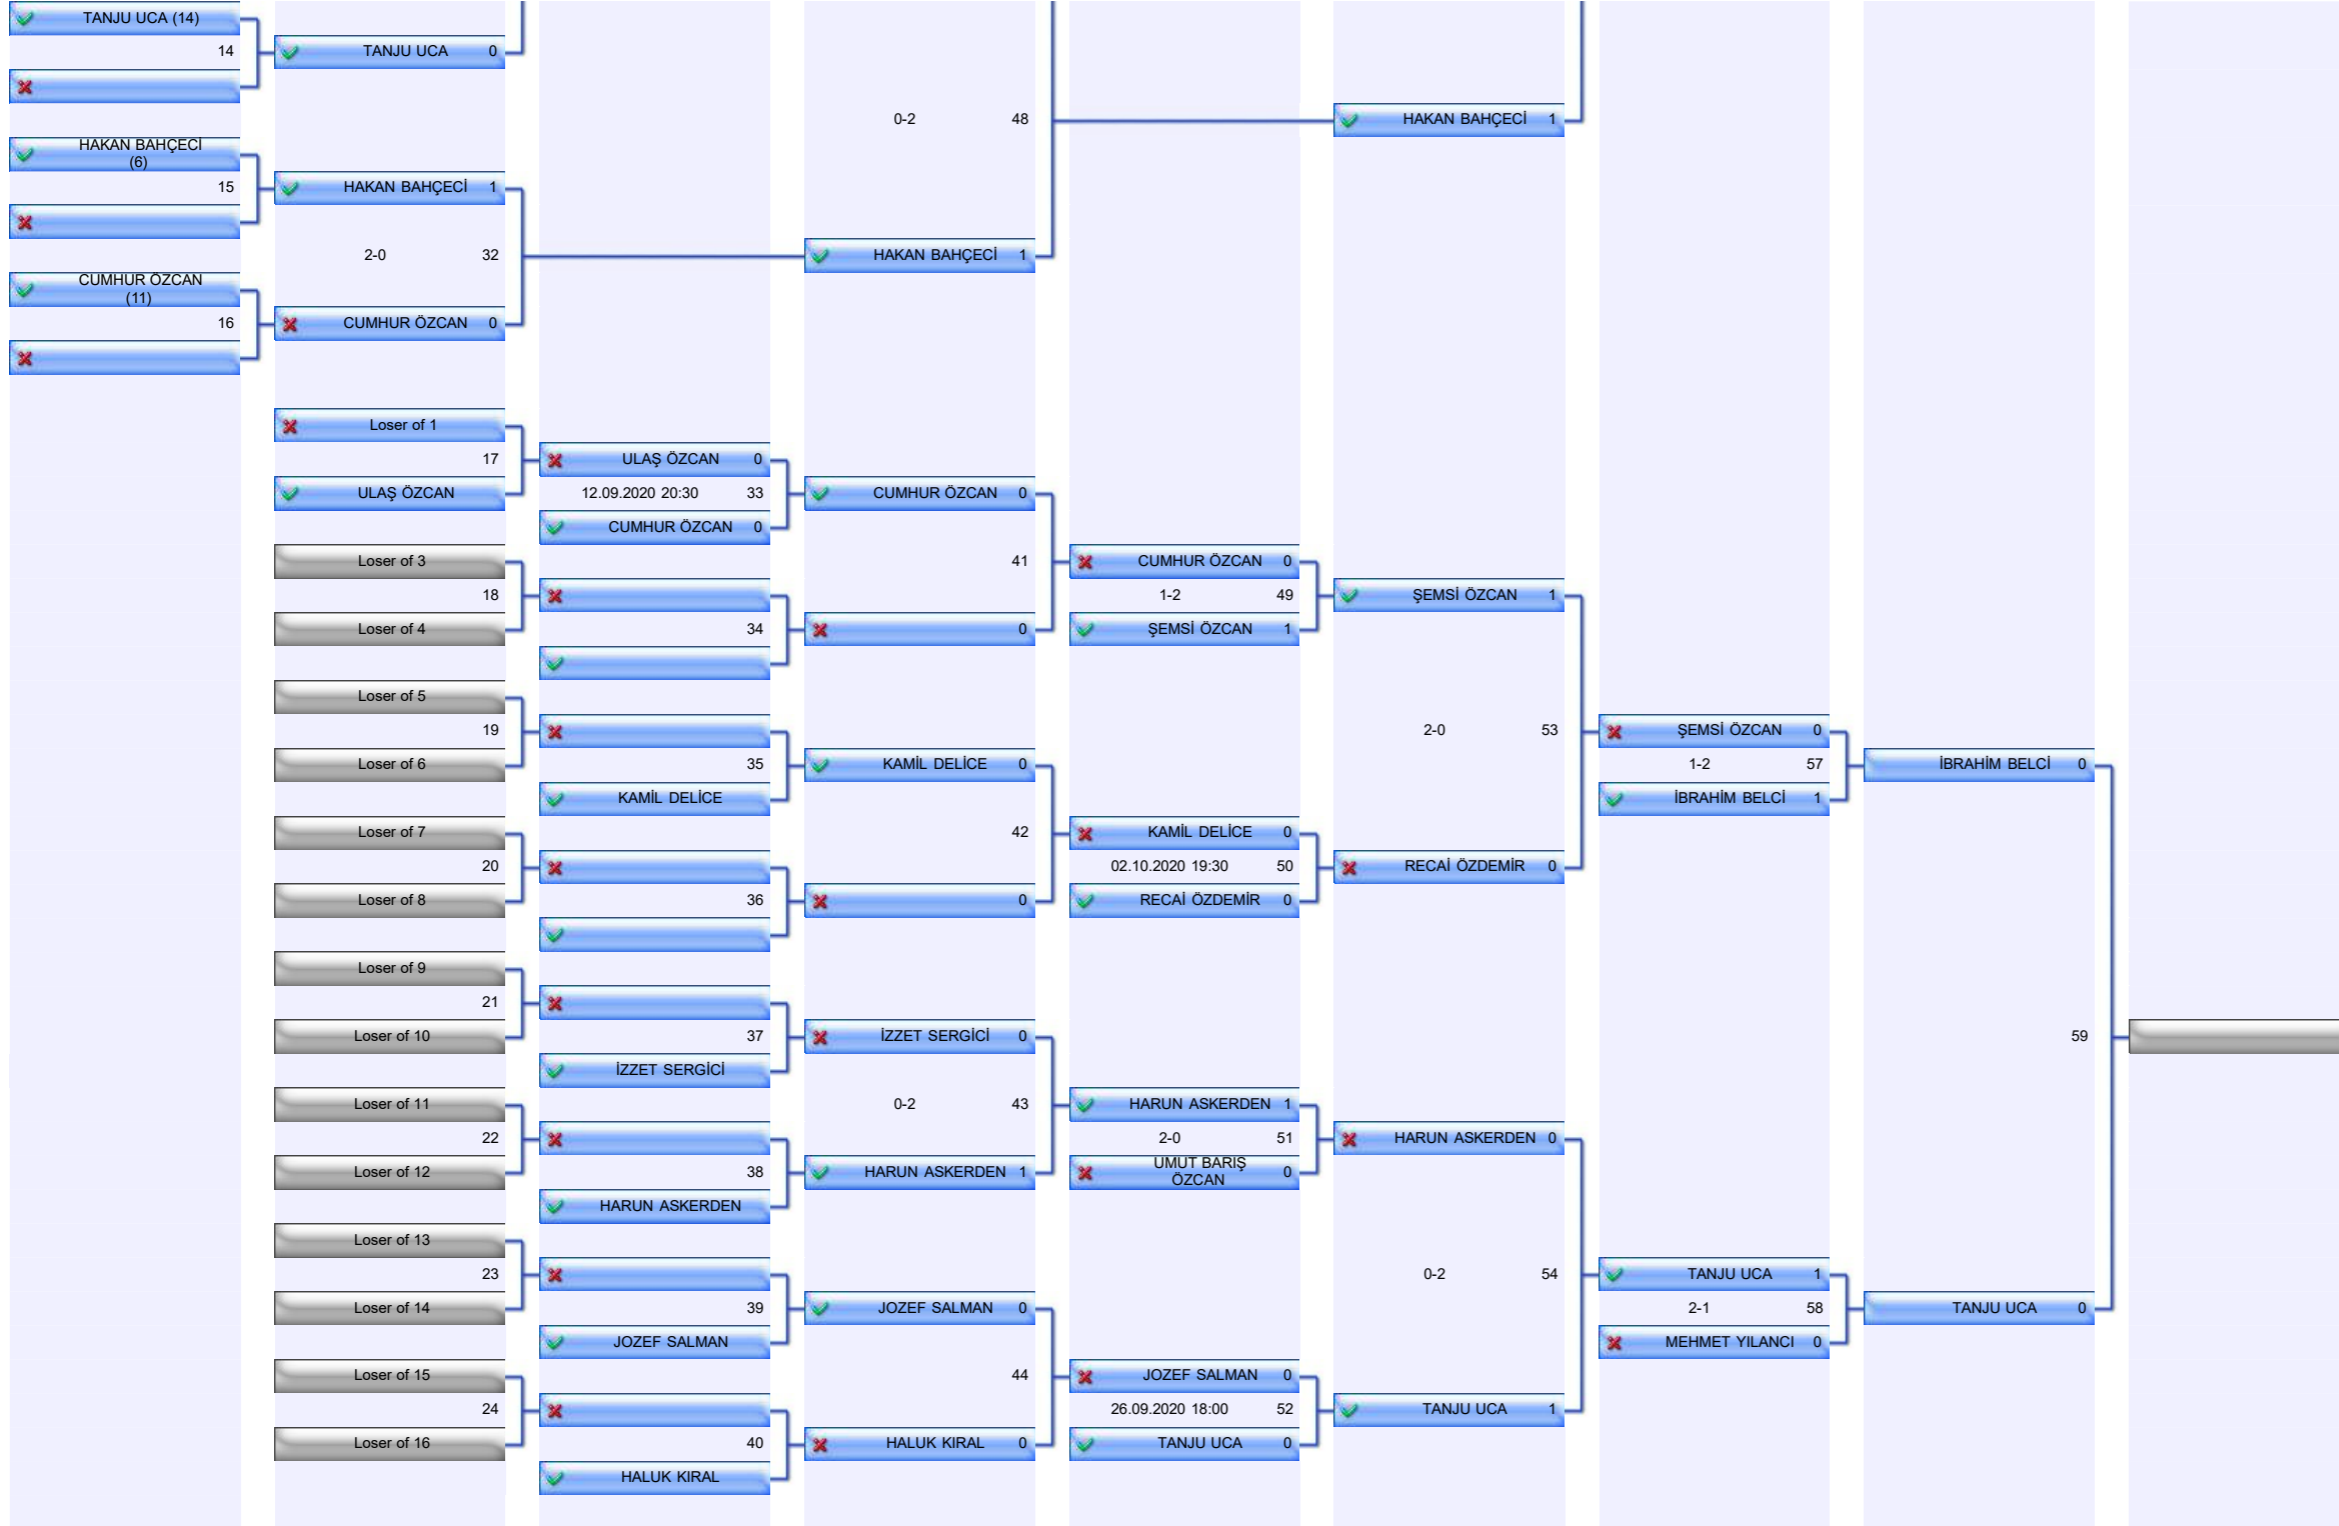 TANJU UCA (14)
14
TANJU UCA 0
HAKAN BAHÇECİ
(6)
15
HAKAN BAHÇECİ 1
2-0 32
CUMHUR ÖZCAN
(11)
16
CUMHUR ÖZCAN 0
0-2 48
HAKAN BAHÇECİ 1
HAKAN BAHÇECİ 1
Loser of 1
17
ULAŞ ÖZCAN
Loser of 3
18
Loser of 4
Loser of 5
19
Loser of 6
Loser of 7
20
Loser of 8
Loser of 9
21
Loser of 10
Loser of 11
22
Loser of 12
Loser of 13
23
Loser of 14
Loser of 15
24
Loser of 16
ULAŞ ÖZCAN 0
12.09.2020 20:30 33
CUMHUR ÖZCAN 0
34
35
KAMİL DELİCE
36
37
İZZET SERGİCİ
38
HARUN ASKERDEN
39
JOZEF SALMAN
40
HALUK KIRAL
CUMHUR ÖZCAN 0
41
0
KAMİL DELİCE 0
42
0
İZZET SERGİCİ 0
0-2 43
HARUN ASKERDEN 1
JOZEF SALMAN 0
44
HALUK KIRAL 0
CUMHUR ÖZCAN 0
1-2 49
ŞEMSİ ÖZCAN 1
KAMİL DELİCE 0
02.10.2020 19:30 50
RECAİ ÖZDEMİR 0
HARUN ASKERDEN 1
2-0 51
UMUT BARIŞ
ÖZCAN 0
JOZEF SALMAN 0
26.09.2020 18:00 52
TANJU UCA 0
ŞEMSİ ÖZCAN 1
2-0 53
RECAİ ÖZDEMİR 0
HARUN ASKERDEN 0
0-2 54
TANJU UCA 1
ŞEMSİ ÖZCAN 0
1-2 57
İBRAHİM BELCİ 1
TANJU UCA 1
2-1 58
MEHMET YILANCI 0
İBRAHİM BELCİ 0
59
TANJU UCA 0